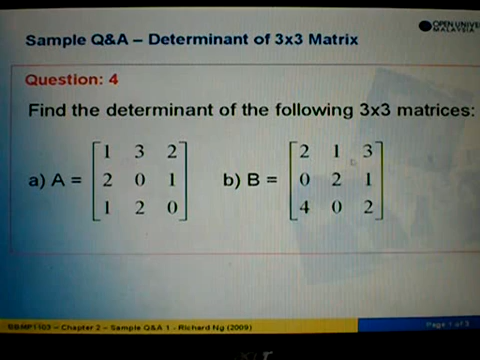 Sample Q&A – Determinant of 3x3 Matrix
OPEN UNIVE
MALAYSIA
Question: 4
Find the determinant of the following 3x3 matrices:
a) A = [1 3 2
2 0 1
1 2 0]
b) B = [2 1 3
0 2 1
4 0 2]
BBMP1103 – Chapter 2 – Sample Q&A 1 - Richard Ng (2009)
Page 1 of 3